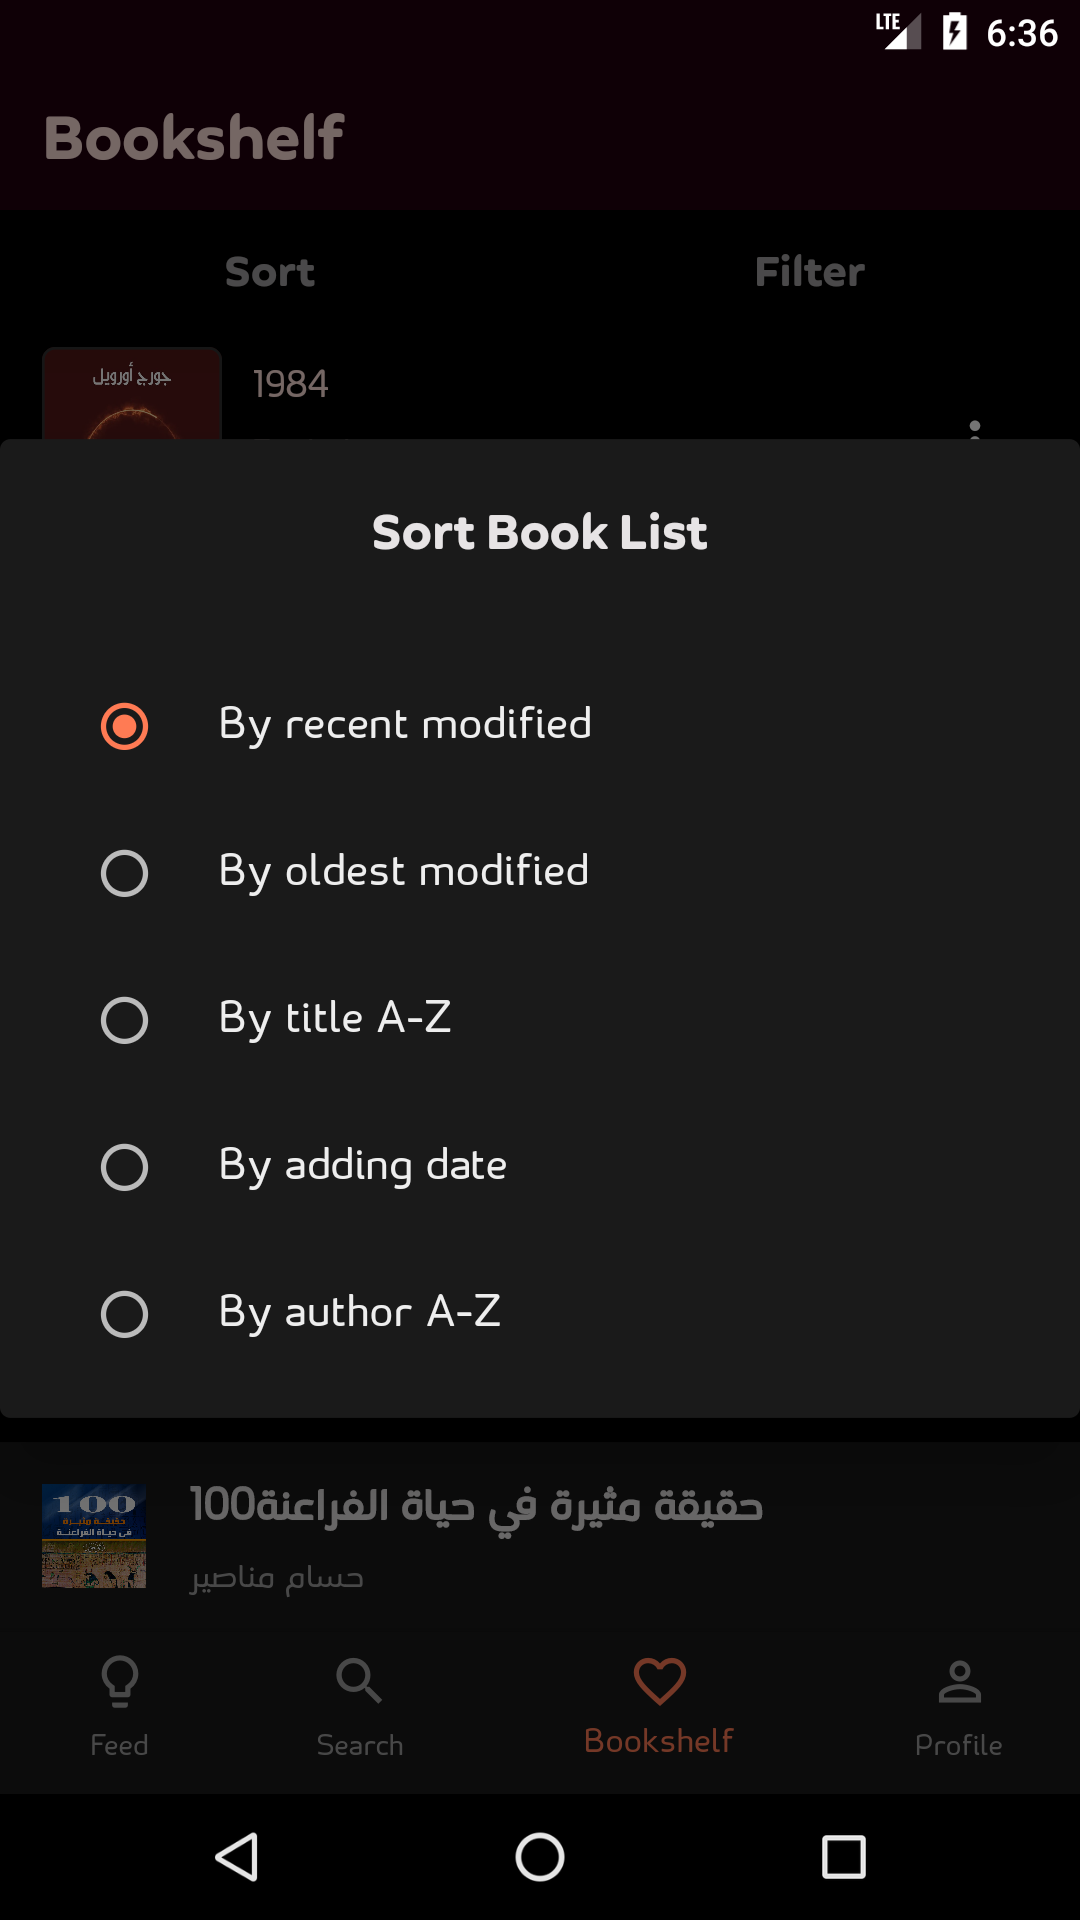 LTE 6:36
Bookshelf
Sort Filter
جورج أورويل
1984
Sort Book List
By recent modified
By oldest modified
By title A-Z
By adding date
By author A-Z
100
حقيقة مثيرة
في حياة الفراعنة
100حقيقة مثيرة في حياة الفراعنة
حسام مناصير
Feed Search Bookshelf Profile